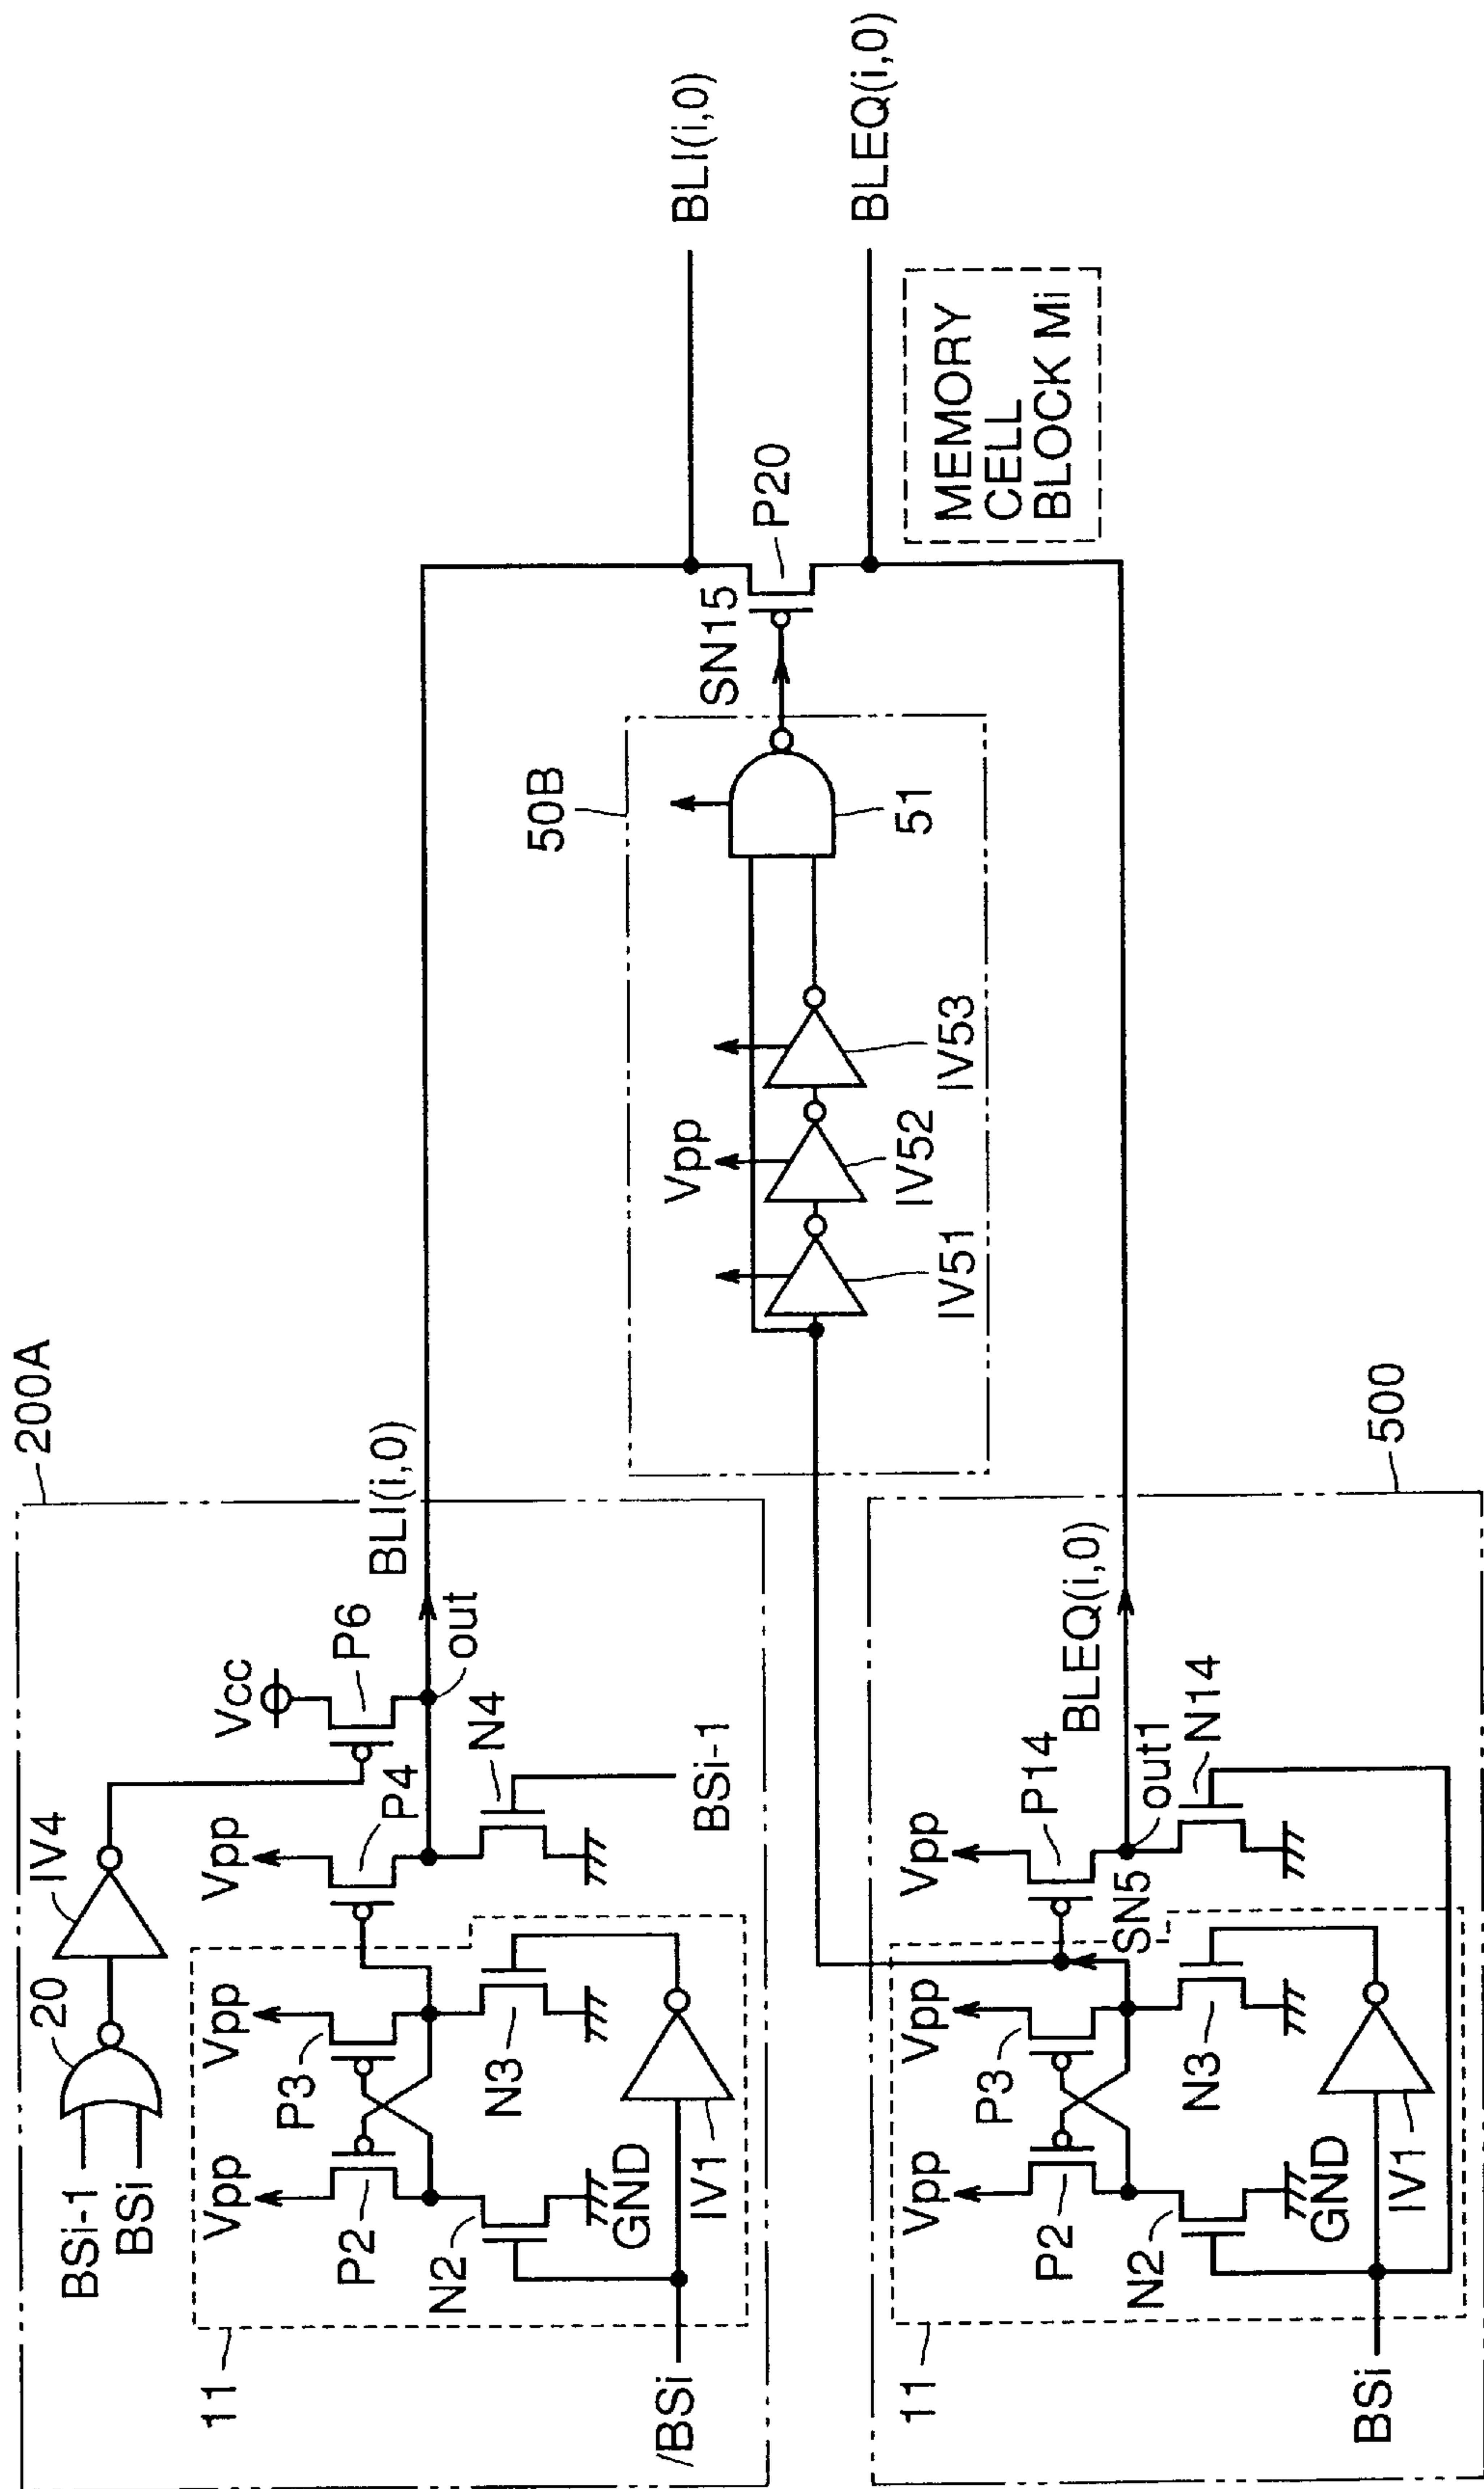 200A
BSi-1
BSi
20
IV4
Vcc
P6
Vpp
Vpp
Vpp
P4
P3
P2
BLI(i,0)
out
N4
BSi-1
N3
N2
GND
IV1
11
/BSi
50B
Vpp
IV51
IV52
IV53
51
SN15
P20
BLI(i,0)
BLEQ(i,0)
MEMORY
CELL
BLOCK Mi
500
Vpp
Vpp
Vpp
P14
P3
P2
BLEQ(i,0)
SN5
out1
N14
N3
N2
GND
IV1
11
BSi